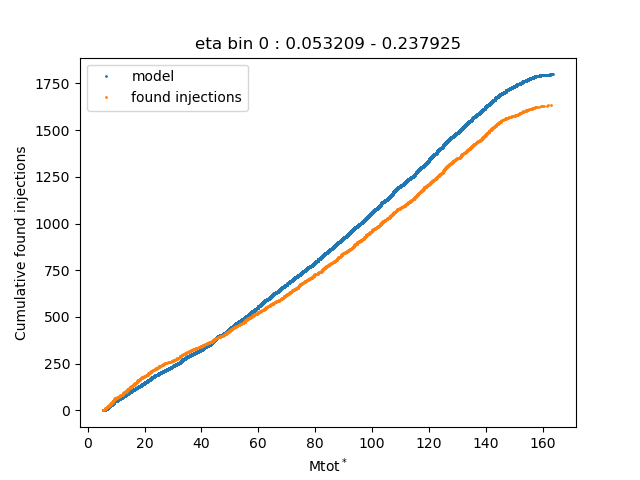 eta bin 0 : 0.053209 - 0.237925
model
found injections
Cumulative found injections
1750
1500
1250
1000
750
500
250
0
0 20 40 60 80 100 120 140 160
Mtot*